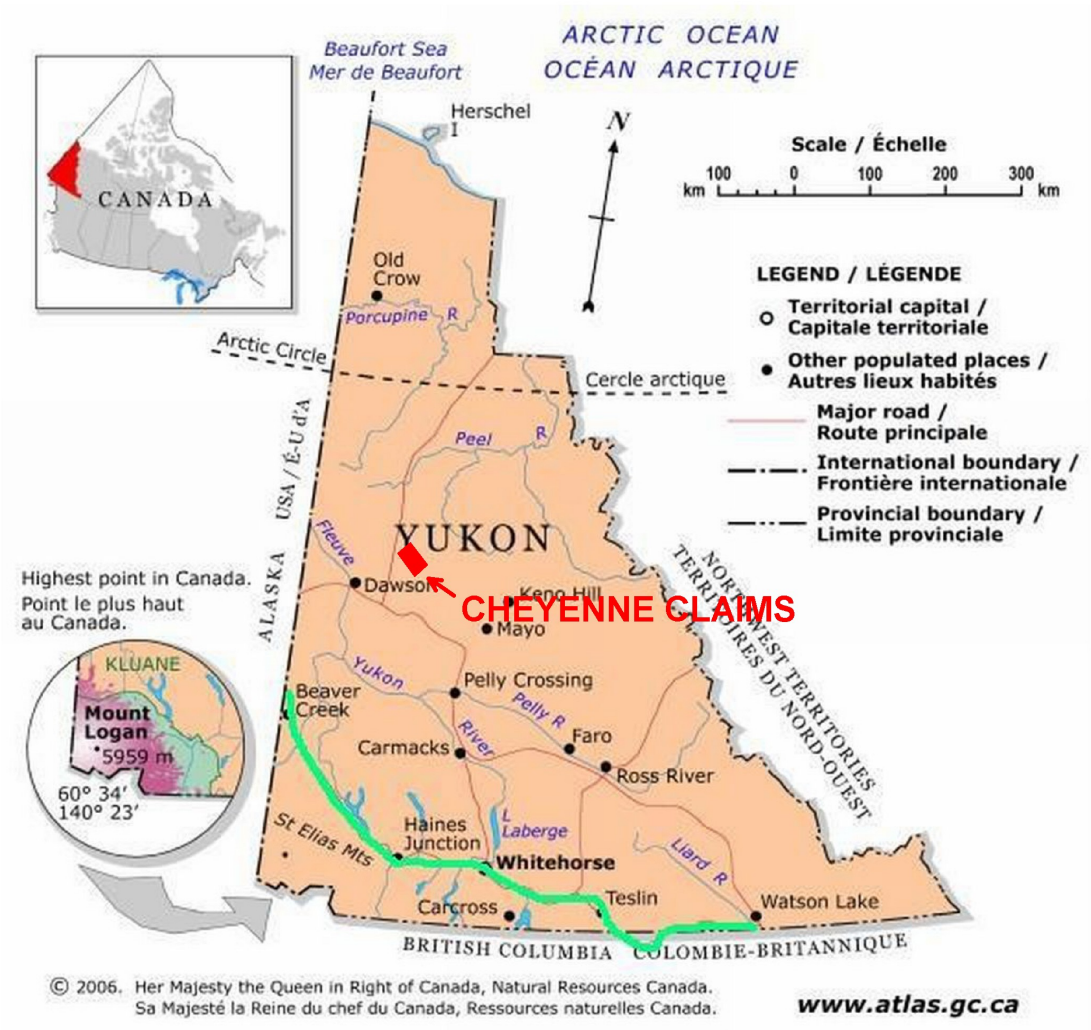 Beaufort Sea
Mer de Beaufort
ARCTIC OCEAN
OCÉAN ARCTIQUE
Herschel
I
N
CANADA
Scale / Échelle
100 0 100 200 300
km km
Old
Crow
Porcupine R
LEGEND / LÉGENDE
Territorial capital /
Capitale territoriale
Other populated places /
Autres lieux habités
Major road /
Route principale
International boundary /
Frontière internationale
Provincial boundary /
Limite provinciale
Arctic Circle
Cercle arctique
Peel R
ALASKA USA / É-U d'A
YUKON
Fleuve
Dawson
Keno Hill
CHEYENNE CLAIMS
Mayo
NORTHWEST TERRITORIES
TERRITOIRES DU NORD-OUEST
Highest point in Canada.
Point le plus haut
au Canada.
KLUANE
Mount
Logan
5959 m
60° 34′
140° 23′
Yukon
River
Pelly Crossing
Pelly R
Beaver
Creek
Carmacks
Faro
Ross River
St Elias Mts
Haines
Junction
L
Laberge
Whitehorse
Liard R
Carcross
Teslin
Watson Lake
BRITISH COLUMBIA COLOMBIE-BRITANNIQUE
© 2006. Her Majesty the Queen in Right of Canada, Natural Resources Canada.
Sa Majesté la Reine du chef du Canada, Ressources naturelles Canada.
www.atlas.gc.ca